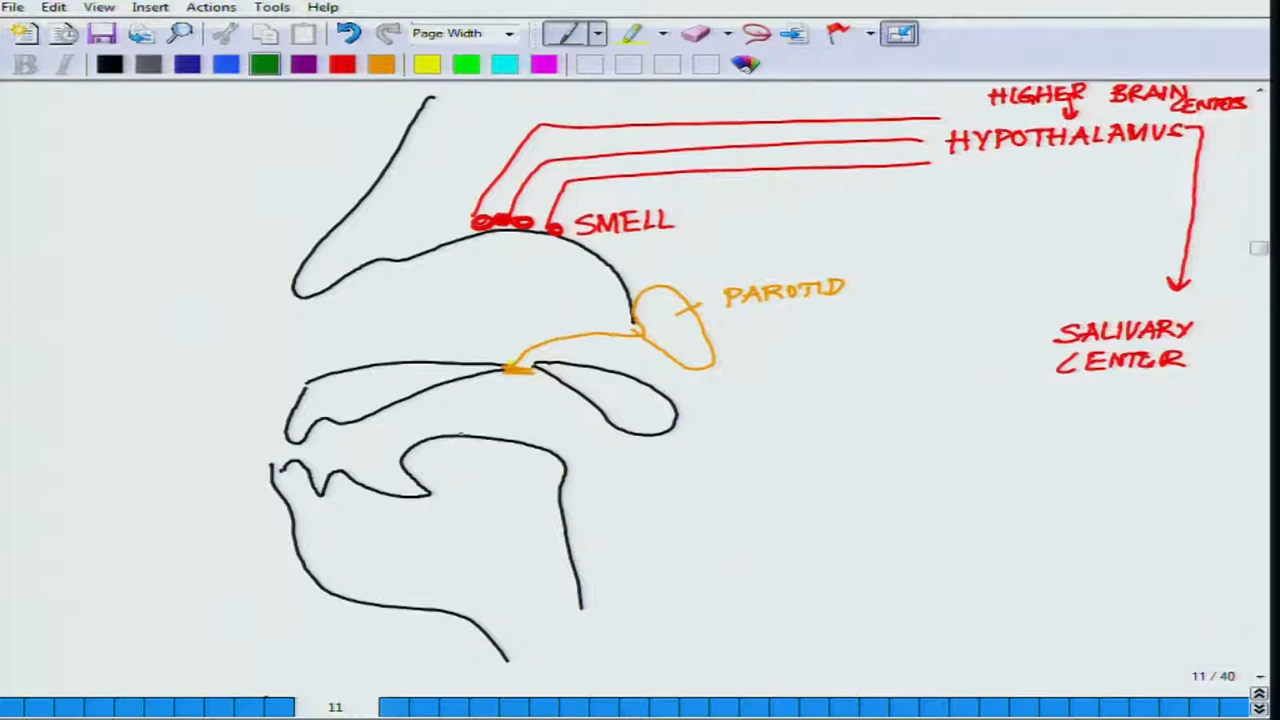 File Edit View Insert Actions Tools Help
Page Width
B I
HIGHER BRAIN
CENTERS
HYPOTHALAMUS
SMELL
PAROTID
SALIVARY
CENTER
11 / 40
11